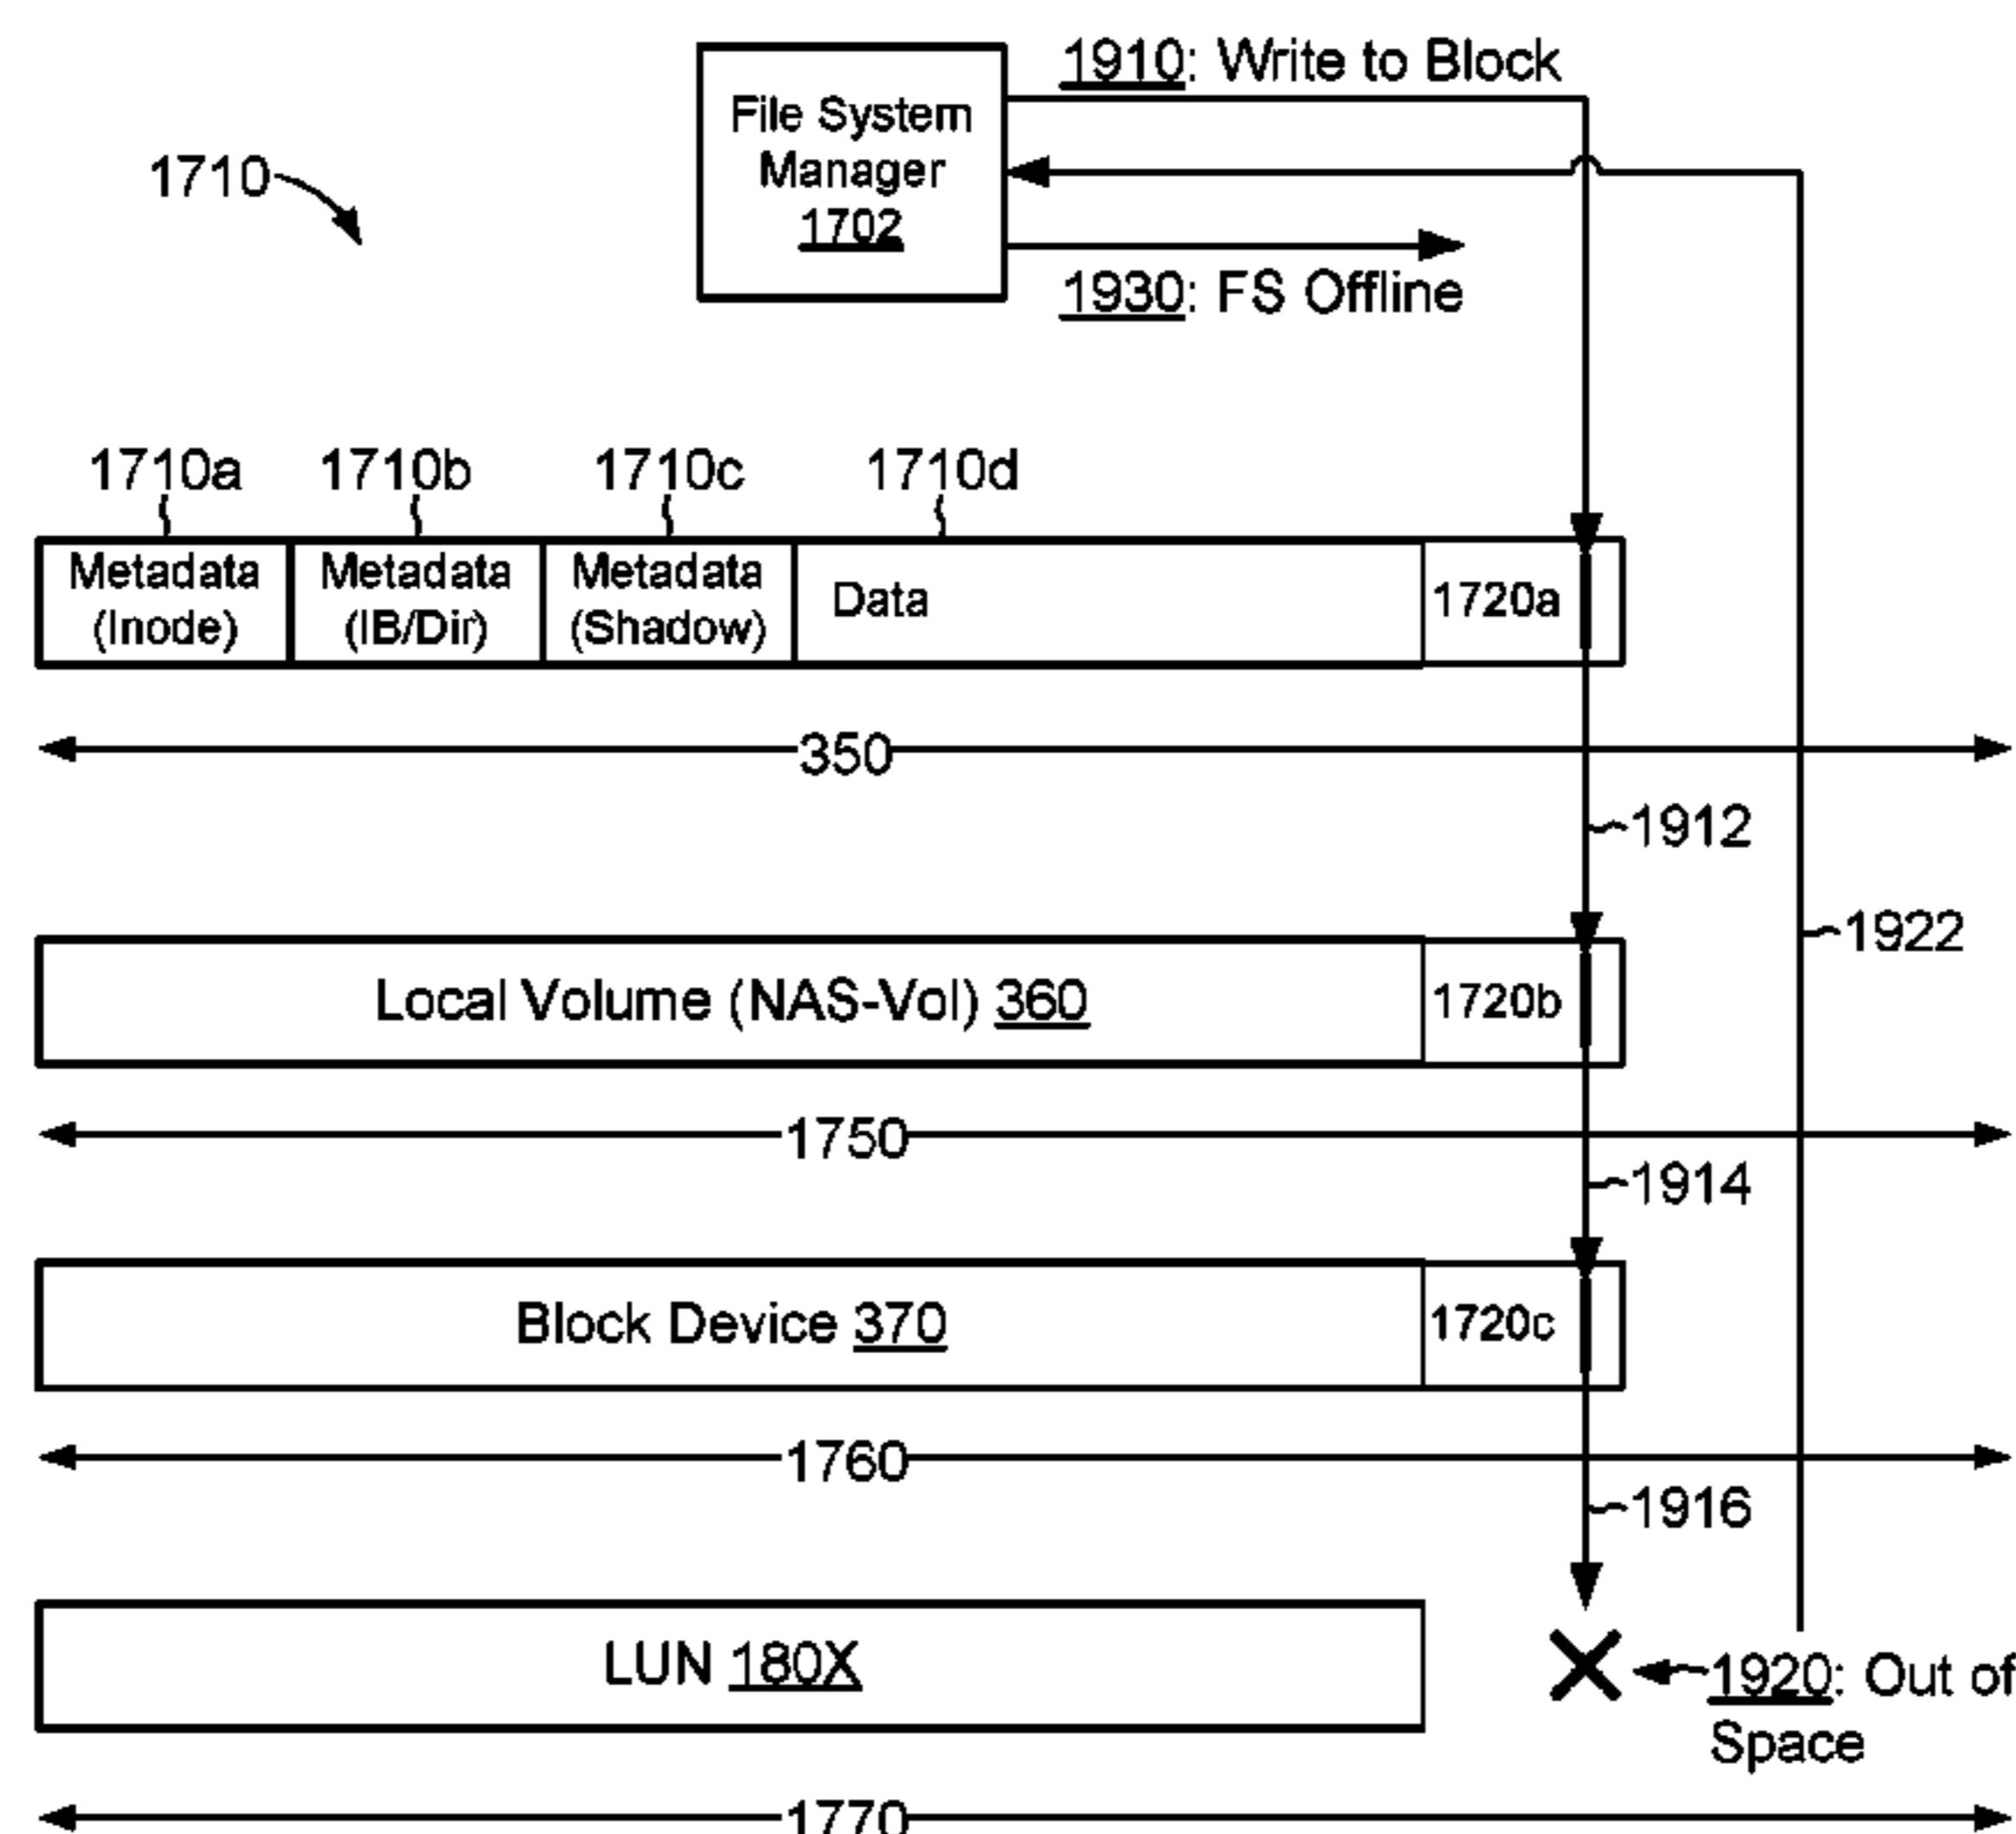 1910: Write to Block
File System
Manager
1702
1710
1930: FS Offline
1710a
1710b
1710c
1710d
Metadata
(Inode)
Metadata
(IB/Dir)
Metadata
(Shadow)
Data
1720a
350
1912
1922
Local Volume (NAS-Vol) 360
1720b
1750
1914
Block Device 370
1720c
1760
1916
LUN 180X
1920: Out of
Space
1770